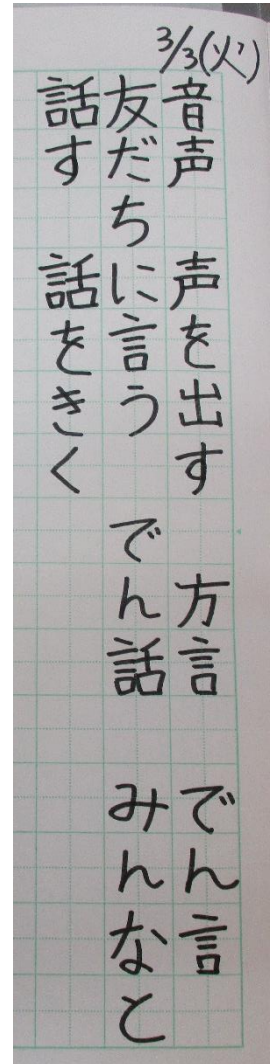 3/3(火)
音声　声を出す　方言　でん言
友だちに言う　でん話　みんなと
話す　話をきく